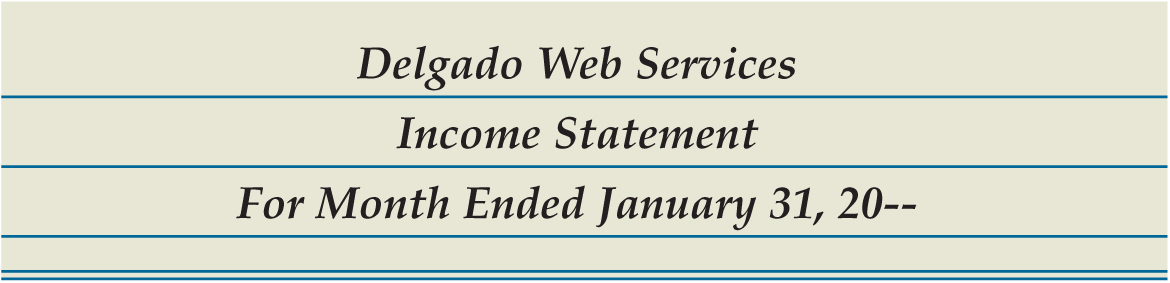 Delgado Web Services
Income Statement
For Month Ended January 31, 20--